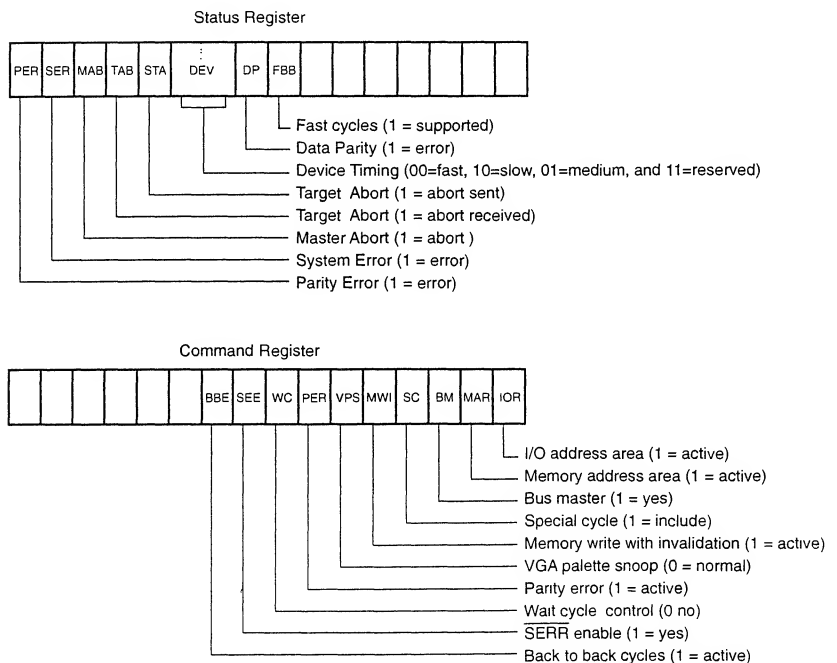 Status Register
PER SER MAB TAB STA DEV DP FBB
Fast cycles (1 = supported)
Data Parity (1 = error)
Device Timing (00=fast, 10=slow, 01=medium, and 11=reserved)
Target Abort (1 = abort sent)
Target Abort (1 = abort received)
Master Abort (1 = abort )
System Error (1 = error)
Parity Error (1 = error)
Command Register
BBE SEE WC PER VPS MWI SC BM MAR IOR
I/O address area (1 = active)
Memory address area (1 = active)
Bus master (1 = yes)
Special cycle (1 = include)
Memory write with invalidation (1 = active)
VGA palette snoop (0 = normal)
Parity error (1 = active)
Wait cycle control (0 no)
S̅E̅R̅R̅ enable (1 = yes)
Back to back cycles (1 = active)